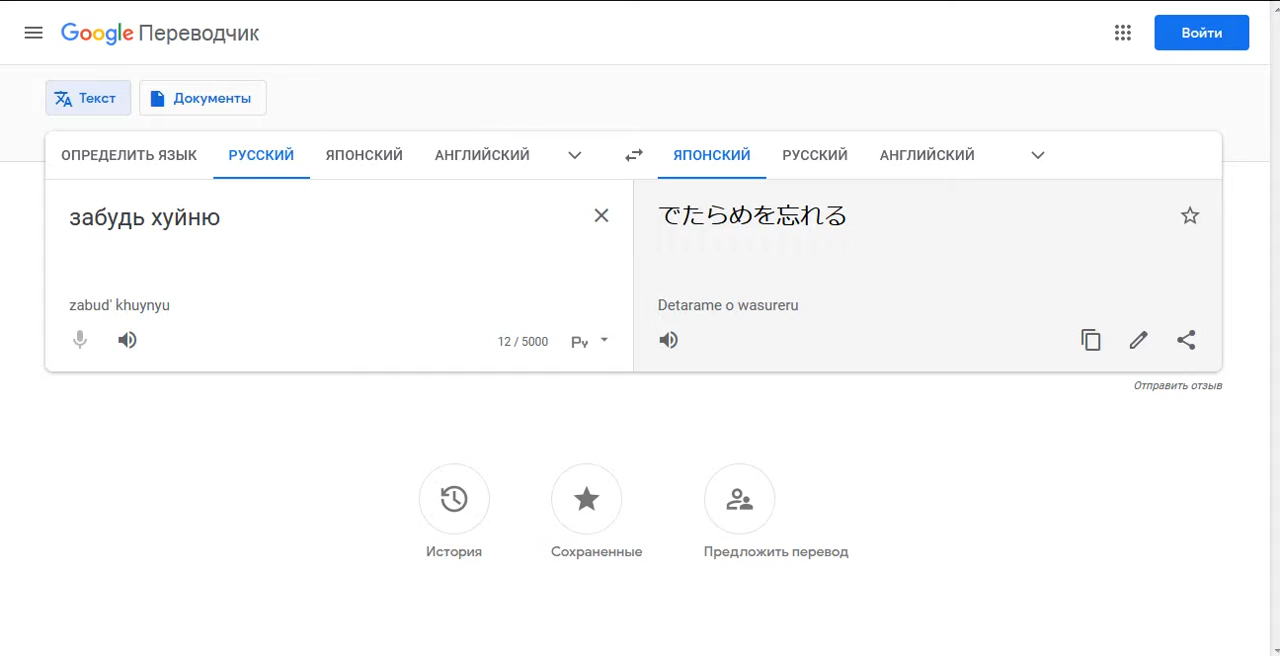 Google Переводчик
Войти
Текст
Документы
ОПРЕДЕЛИТЬ ЯЗЫК РУССКИЙ ЯПОНСКИЙ АНГЛИЙСКИЙ
ЯПОНСКИЙ РУССКИЙ АНГЛИЙСКИЙ
забудь хуйню
zabud' khuynyu
12 / 5000
Ру
でたらめを忘れる
Detarame o wasureru
Отправить отзыв
История
Сохраненные
Предложить перевод